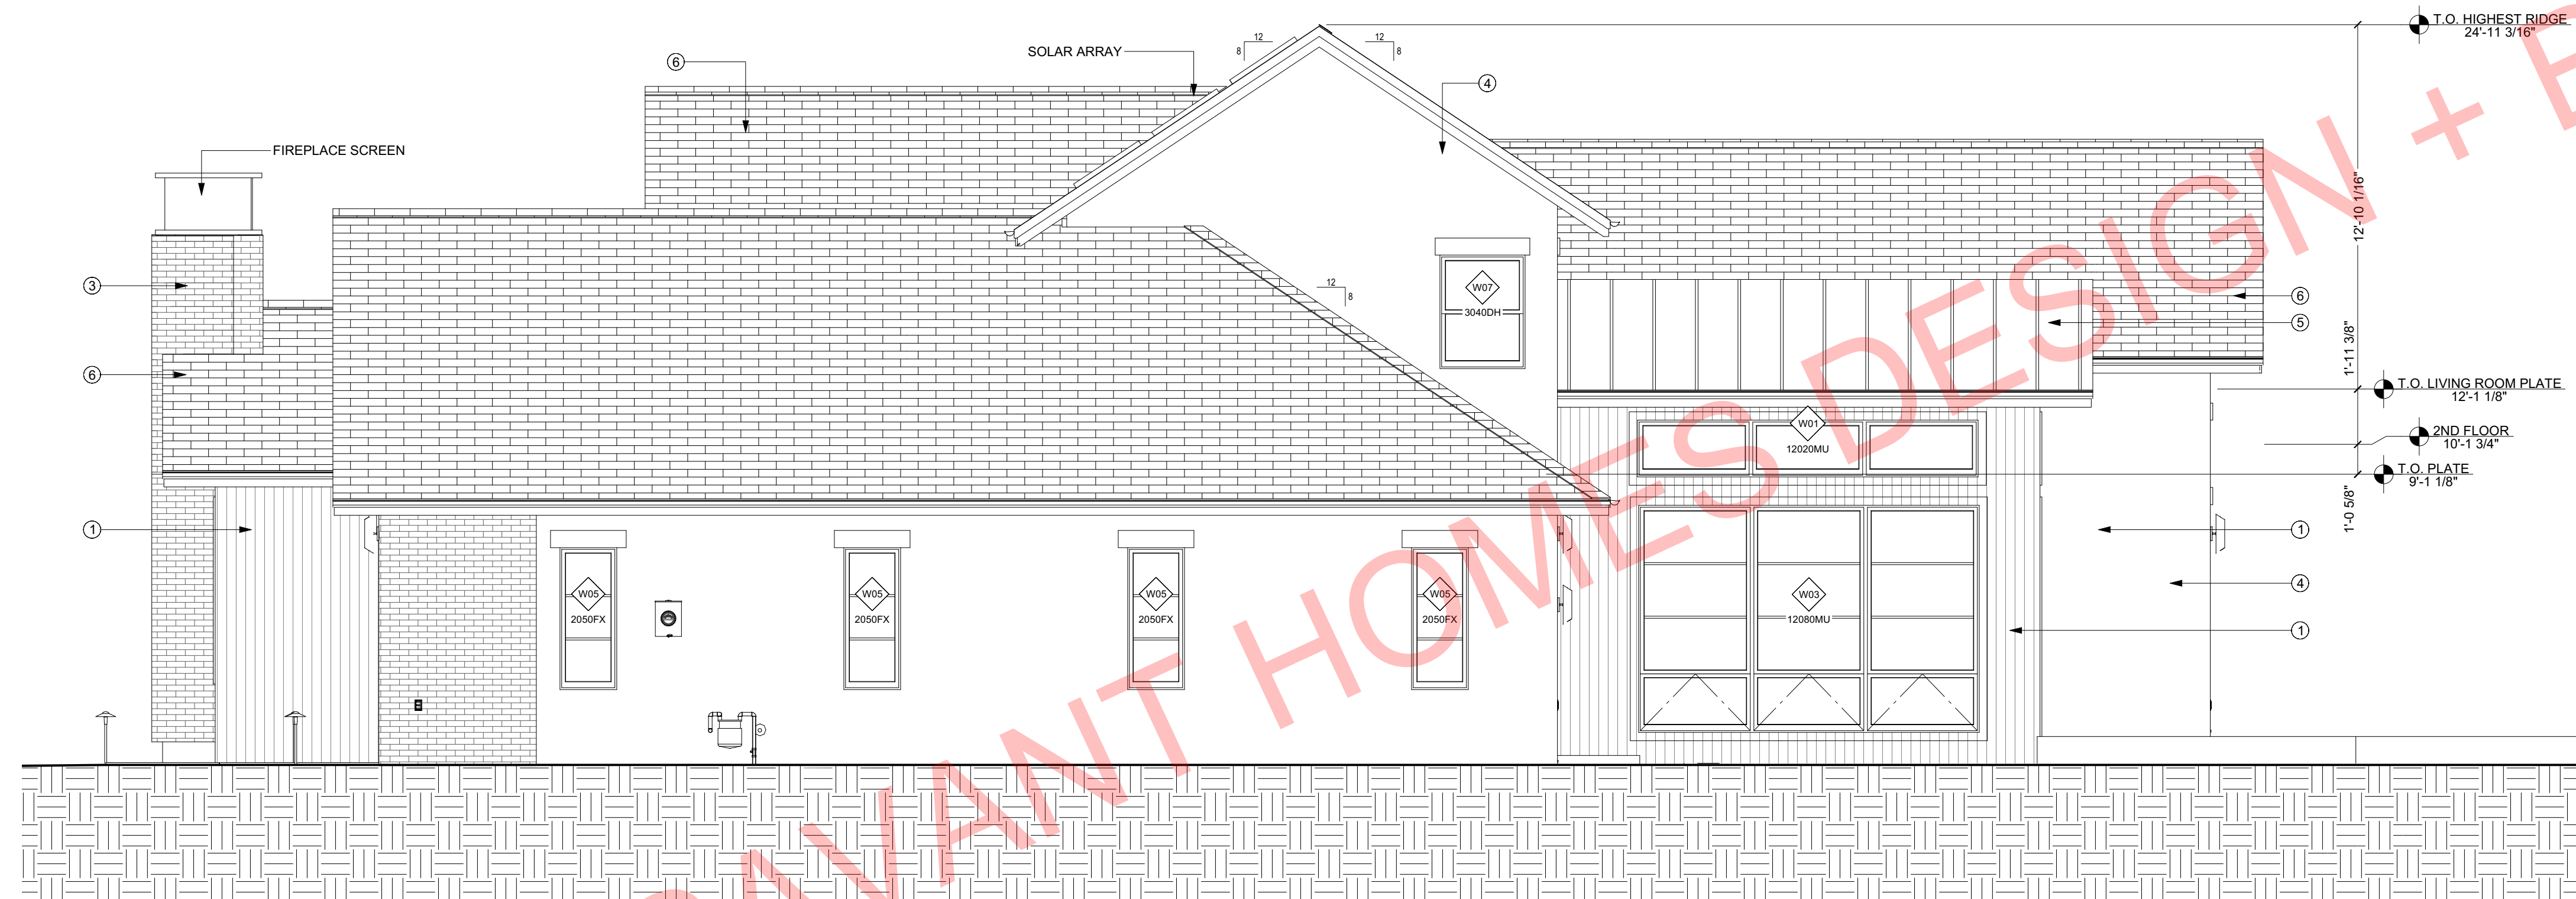 T.O. HIGHEST RIDGE
24'-11 3/16"
12
8
12
8
SOLAR ARRAY
6
4
FIREPLACE SCREEN
12'-10 1/16"
3
W07
3040DH
12
8
6
5
1'-11 3/8"
6
T.O. LIVING ROOM PLATE
12'-1 1/8"
W01
12020MU
2ND FLOOR
10'-1 3/4"
T.O. PLATE
9'-1 1/8"
1'-0 5/8"
1
1
W05
2050FX
W05
2050FX
W05
2050FX
W05
2050FX
W03
12080MU
4
1
AVANT HOMES DESIGN +